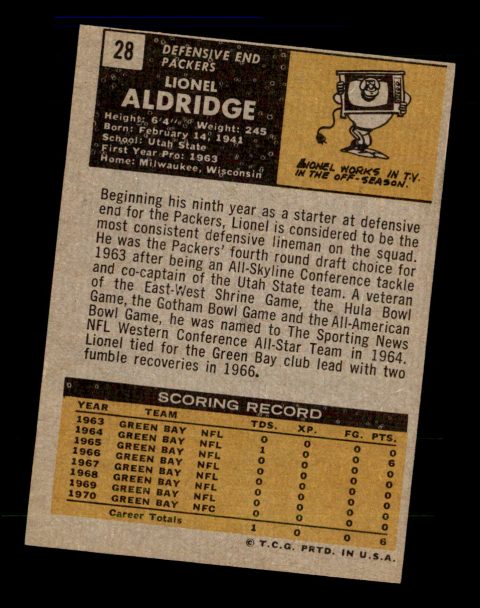 28
DEFENSIVE END
PACKERS
LIONEL
ALDRIDGE
Height: 6'4" Weight: 245
Born: February 14, 1941
School: Utah State
First Year Pro: 1963
Home: Milwaukee, Wisconsin
LIONEL WORKS IN T.V.
IN THE OFF-SEASON.
Beginning his ninth year as a starter at defensive
end for the Packers, Lionel is considered to be the
most consistent defensive lineman on the squad.
He was the Packers' fourth round draft choice for
1963 after being an All-Skyline Conference tackle
and co-captain of the Utah State team. A veteran
of the East-West Shrine Game, the Hula Bowl
Game, the Gotham Bowl Game and the All-American
Bowl Game, he was named to The Sporting News
NFL Western Conference All-Star Team in 1964.
Lionel tied for the Green Bay club lead with two
fumble recoveries in 1966.
SCORING RECORD
YEAR TEAM TDS. XP. FG. PTS.
1963 GREEN BAY NFL 0 0 0 0
1964 GREEN BAY NFL 1 0 0 6
1965 GREEN BAY NFL 0 0 0 0
1966 GREEN BAY NFL 0 0 0 0
1967 GREEN BAY NFL 0 0 0 0
1968 GREEN BAY NFL 0 0 0 0
1969 GREEN BAY NFL 0 0 0 0
1970 GREEN BAY NFC 0 0 0 0
Career Totals 1 0 0 6
© T.C.G. PRTD. IN U.S.A.